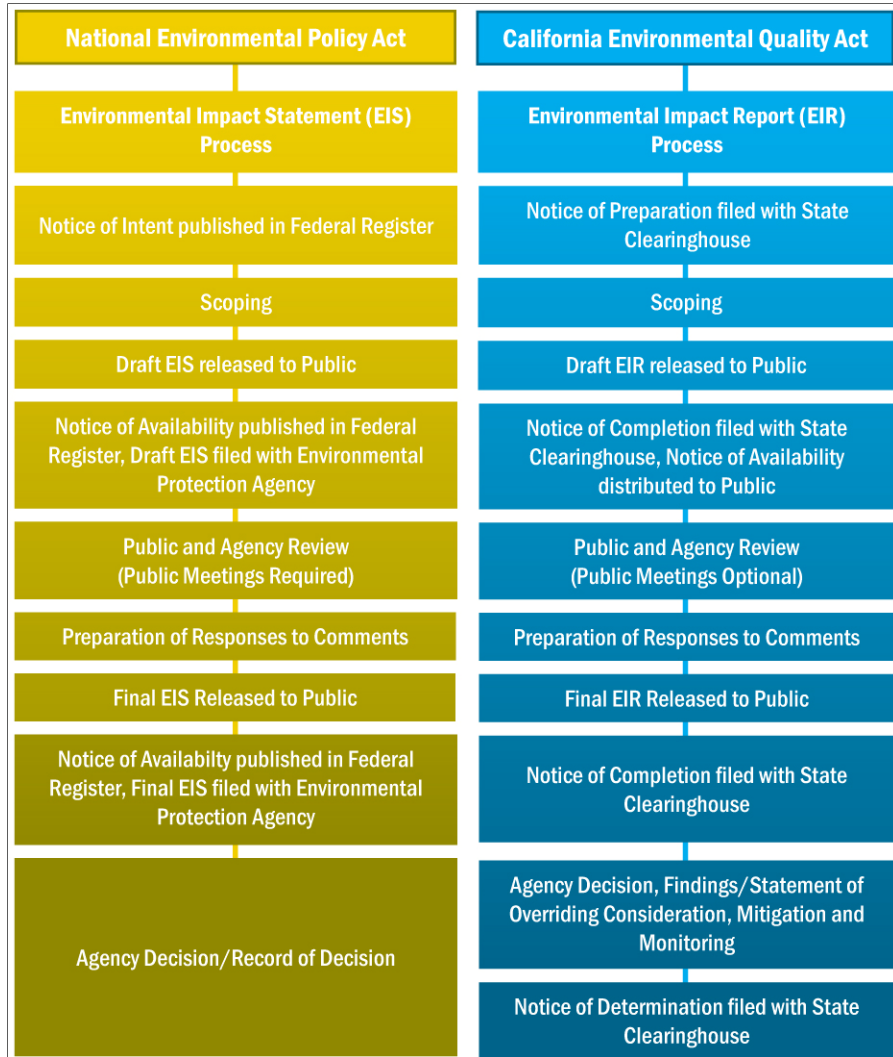 National Environmental Policy Act
Environmental Impact Statement (EIS)
Process
Notice of Intent published in Federal Register
Scoping
Draft EIS released to Public
Notice of Availability published in Federal
Register, Draft EIS filed with Environmental
Protection Agency
Public and Agency Review
(Public Meetings Required)
Preparation of Responses to Comments
Final EIS Released to Public
Notice of Availabilty published in Federal
Register, Final EIS filed with Environmental
Protection Agency
Agency Decision/Record of Decision
California Environmental Quality Act
Environmental Impact Report (EIR)
Process
Notice of Preparation filed with State
Clearinghouse
Scoping
Draft EIR released to Public
Notice of Completion filed with State
Clearinghouse, Notice of Availability
distributed to Public
Public and Agency Review
(Public Meetings Optional)
Preparation of Responses to Comments
Final EIR Released to Public
Notice of Completion filed with State
Clearinghouse
Agency Decision, Findings/Statement of
Overriding Consideration, Mitigation and
Monitoring
Notice of Determination filed with State
Clearinghouse